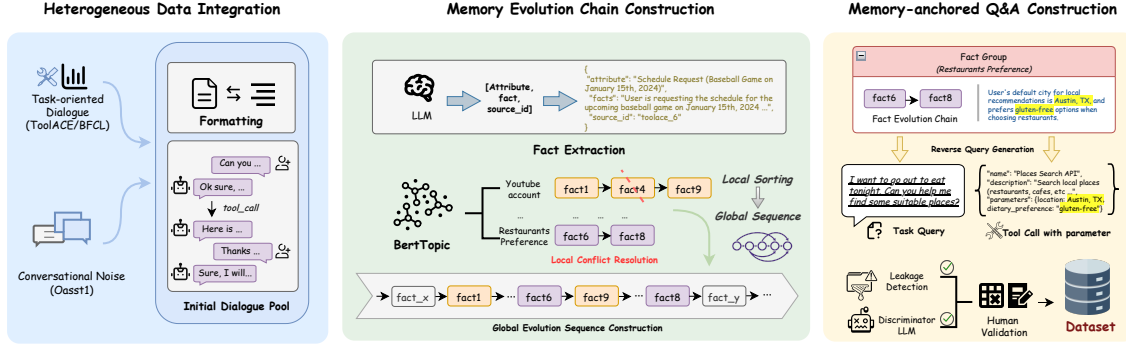 Heterogeneous Data Integration
Task-oriented
Dialogue
(ToolACE/BFCL)
Conversational Noise
(Oasst1)
Formatting
Can you ...
Ok sure, ...
tool_call
Here is ...
Thanks ...
Sure, I will...
Initial Dialogue Pool
Memory Evolution Chain Construction
LLM
[Attribute,
fact,
source_id]
{
"attribute": "Schedule Request (Baseball Game on
January 15th, 2024)",
"facts": "User is requesting the schedule for the
upcoming baseball game on January 15th, 2024 ...",
"source_id": "toolace_6"
}
Fact Extraction
BertTopic
Youtube
account
fact1
fact4
fact9
... ... ...
Restaurants
Preference
fact6
fact8
Local Conflict Resolution
Local Sorting
Global Sequence
fact_x
fact1
...
fact6
fact9
...
fact8
fact_y
...
Global Evolution Sequence Construction
Memory-anchored Q&A Construction
Fact Group
(Restaurants Preference)
fact6
fact8
Fact Evolution Chain
User's default city for local
recommendations is Austin, TX, and
prefers gluten-free options when
choosing restaurants.
Reverse Query Generation
I want to go out to eat
tonight. Can you help me
find some suitable places?
Task Query
"name": "Places Search API",
"description": "Search local places
(restaurants, cafes, etc ...",
"parameters": {location: Austin, TX,
dietary_preference: "gluten-free"}
Tool Call with parameter
Leakage
Detection
Discriminator
LLM
Human
Validation
Dataset